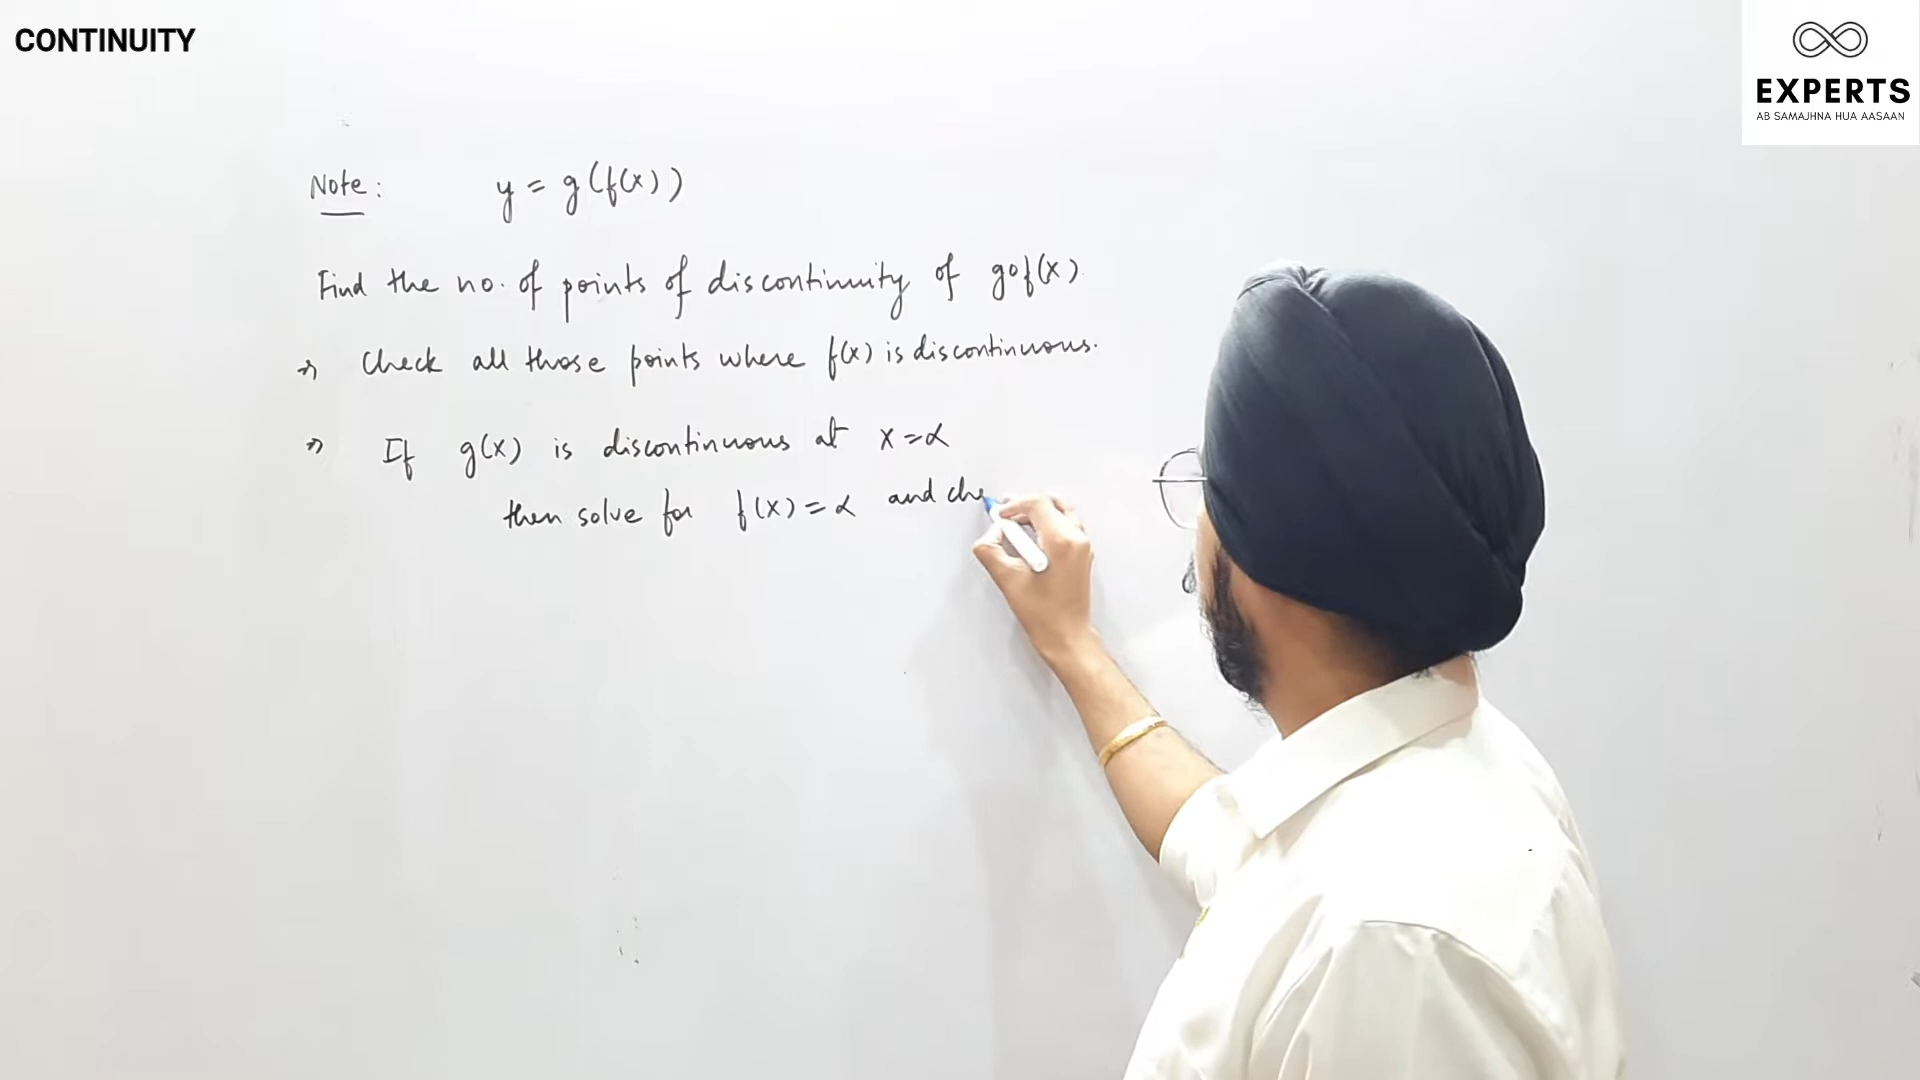 CONTINUITY
EXPERTS
AB SAMAJHNA HUA AASAAN
Note: y = g(f(x))
Find the no. of points of discontinuity of gof(x)
Check all those points where f(x) is discontinuous.
If g(x) is discontinuous at x = α
then solve for f(x) = α and che